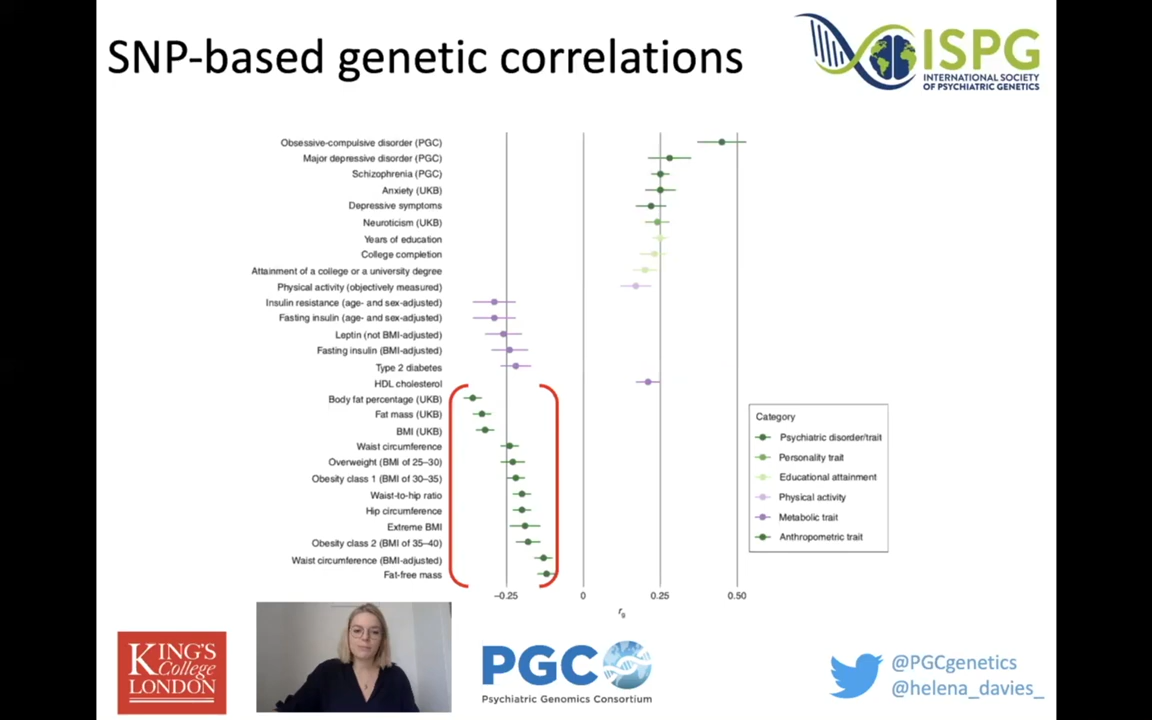 SNP-based genetic correlations
ISPG
INTERNATIONAL SOCIETY
OF PSYCHIATRIC GENETICS
Obsessive-compulsive disorder (PGC)
Major depressive disorder (PGC)
Schizophrenia (PGC)
Anxiety (UKB)
Depressive symptoms
Neuroticism (UKB)
Years of education
College completion
Attainment of a college or a university degree
Physical activity (objectively measured)
Insulin resistance (age- and sex-adjusted)
Fasting insulin (age- and sex-adjusted)
Leptin (not BMI-adjusted)
Fasting insulin (BMI-adjusted)
Type 2 diabetes
HDL cholesterol
Body fat percentage (UKB)
Fat mass (UKB)
BMI (UKB)
Waist circumference
Overweight (BMI of 25–30)
Obesity class 1 (BMI of 30–35)
Waist-to-hip ratio
Hip circumference
Extreme BMI
Obesity class 2 (BMI of 35–40)
Waist circumference (BMI-adjusted)
Fat-free mass
−0.25 0 0.25 0.50
rg
Category
Psychiatric disorder/trait
Personality trait
Educational attainment
Physical activity
Metabolic trait
Anthropometric trait
KING'S
College
LONDON
PGC
Psychiatric Genomics Consortium
@PGCgenetics
@helena_davies_